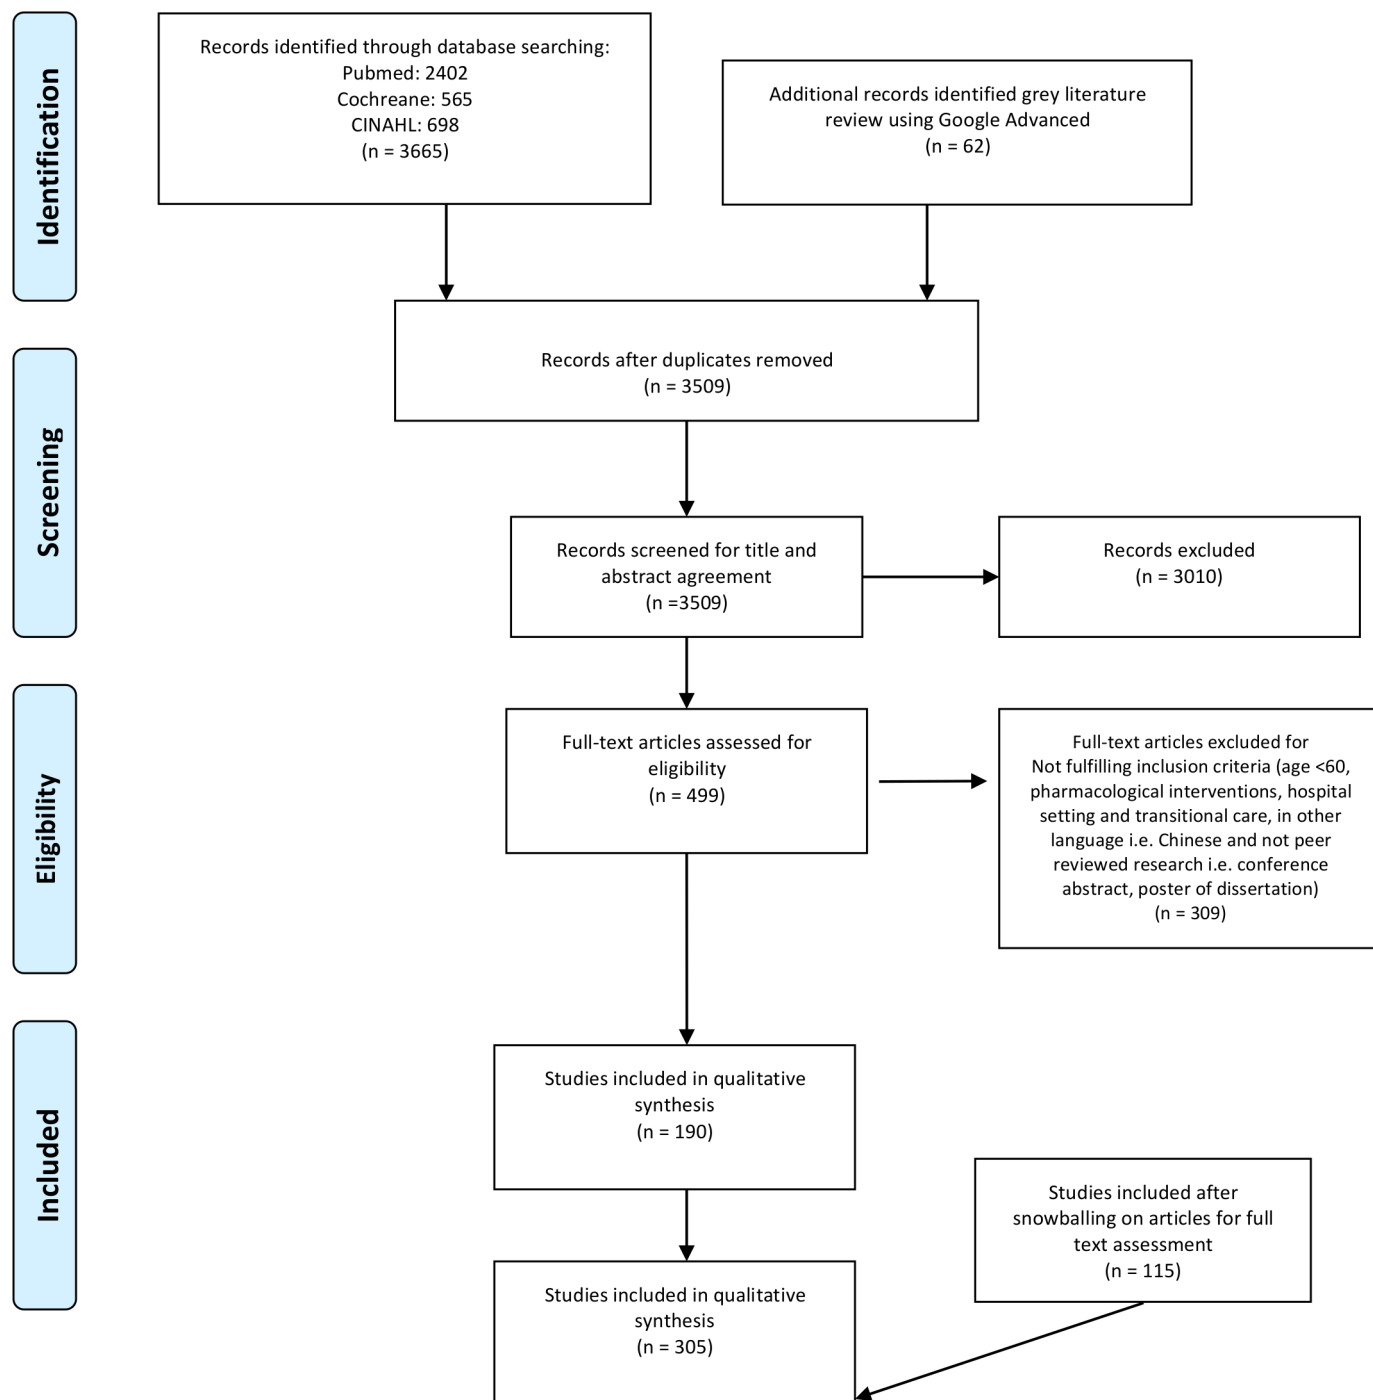 Identification
Records identified through database searching:
Pubmed: 2402
Cochreane: 565
CINAHL: 698
(n = 3665)
Additional records identified grey literature
review using Google Advanced
(n = 62)
Screening
Records after duplicates removed
(n = 3509)
Records screened for title and
abstract agreement
(n =3509)
Records excluded
(n = 3010)
Eligibility
Full-text articles assessed for
eligibility
(n = 499)
Full-text articles excluded for
Not fulfilling inclusion criteria (age <60,
pharmacological interventions, hospital
setting and transitional care, in other
language i.e. Chinese and not peer
reviewed research i.e. conference
abstract, poster of dissertation)
(n = 309)
Included
Studies included in qualitative
synthesis
(n = 190)
Studies included after
snowballing on articles for full
text assessment
(n = 115)
Studies included in qualitative
synthesis
(n = 305)